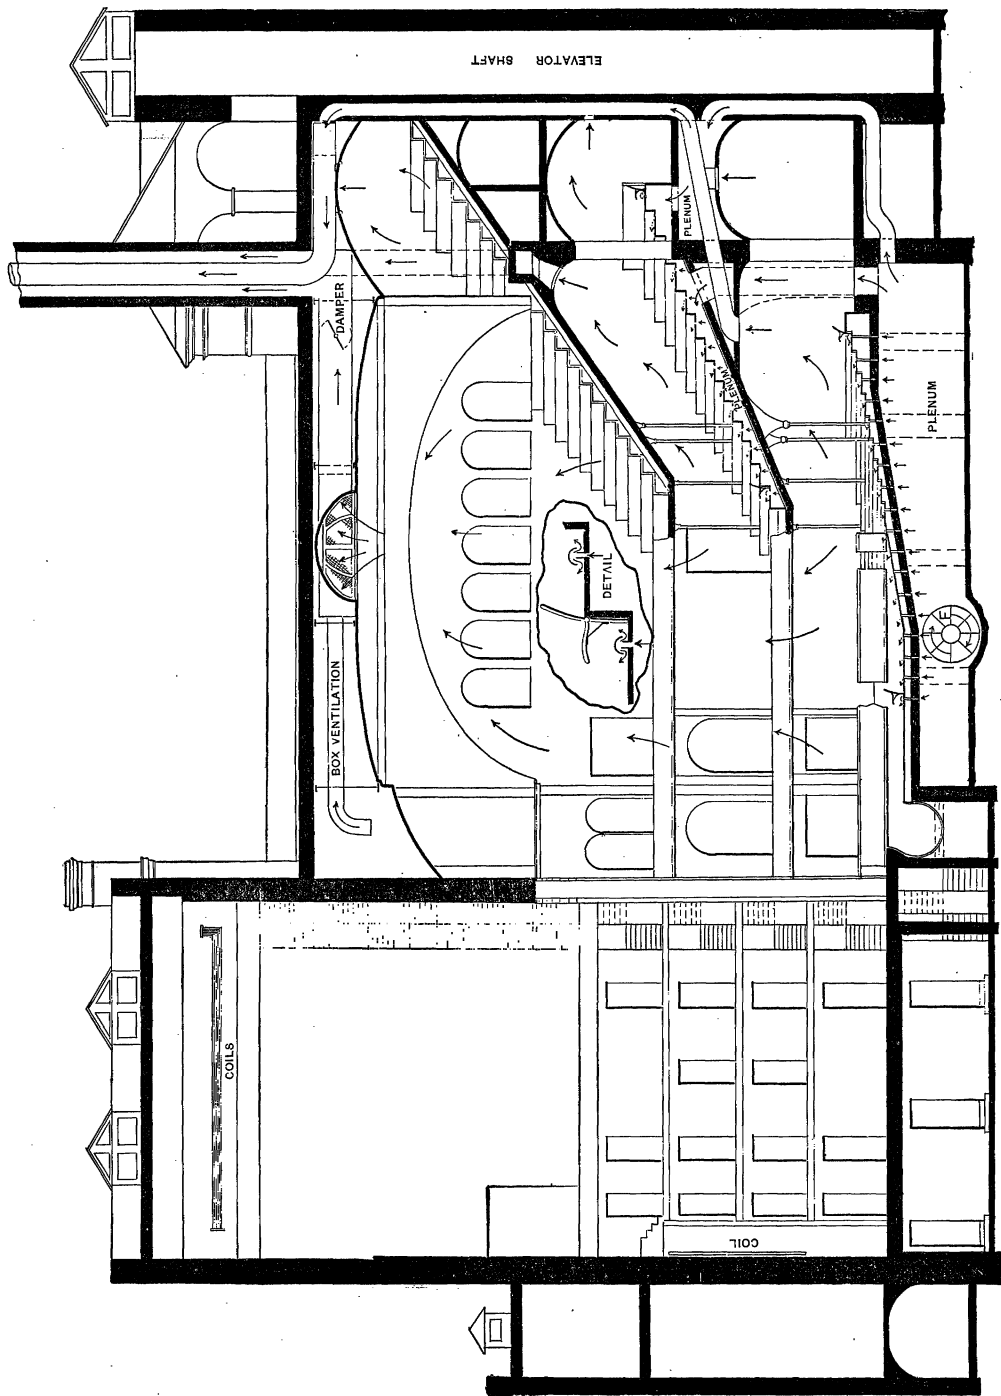 ELEVATOR SHAFT
PLENUM
DAMPER
PLENUM
PLENUM
DETAIL
F
BOX VENTILATION
COILS
COIL